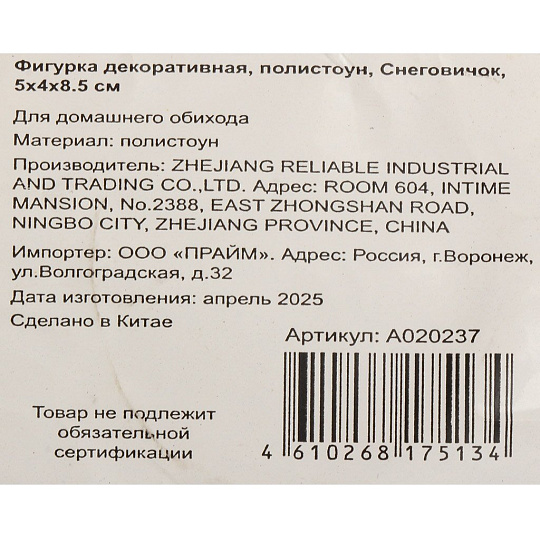 Фигурка декоративная, полистоун, Снеговичок,
5х4х8.5 см
Для домашнего обихода
Материал: полистоун
Производитель: ZHEJIANG RELIABLE INDUSTRIAL
AND TRADING CO.,LTD. Адрес: ROOM 604, INTIME
MANSION, No.2388, EAST ZHONGSHAN ROAD,
NINGBO CITY, ZHEJIANG PROVINCE, CHINA
Импортер: ООО «ПРАЙМ». Адрес: Россия, г.Воронеж,
ул.Волгоградская, д.32
Дата изготовления: апрель 2025
Сделано в Китае
Артикул: А020237
Товар не подлежит
обязательной
сертификации
4 610268 175134